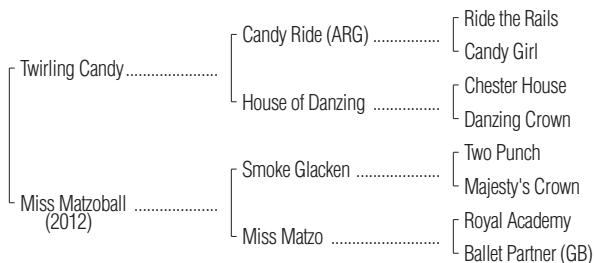 Ride the Rails
Candy Ride (ARG) ................
Candy Girl
Twirling Candy ......................
Chester House
House of Danzing ................
Danzing Crown
Two Punch
Smoke Glacken ....................
Majesty's Crown
Miss Matzoball ....................
(2012)
Royal Academy
Miss Matzo ..........................
Ballet Partner (GB)